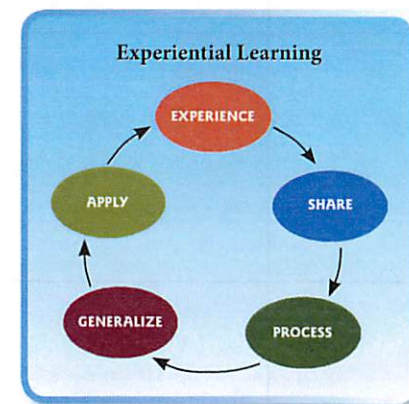 Experiential Learning
EXPERIENCE
SHARE
PROCESS
GENERALIZE
APPLY